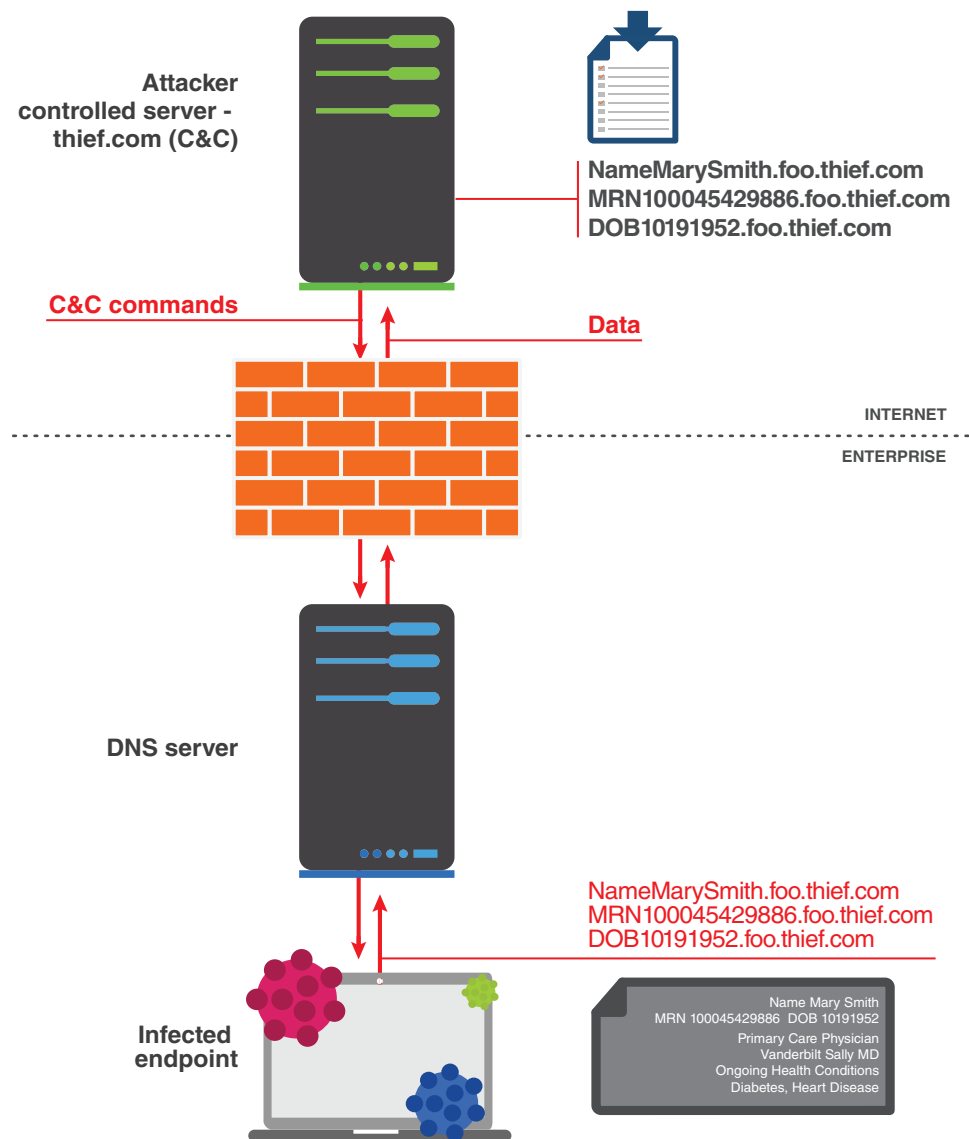 Attacker
controlled server -
thief.com (C&C)
NameMarySmith.foo.thief.com
MRN100045429886.foo.thief.com
DOB10191952.foo.thief.com
C&C commands
Data
INTERNET
ENTERPRISE
DNS server
NameMarySmith.foo.thief.com
MRN100045429886.foo.thief.com
DOB10191952.foo.thief.com
Infected
endpoint
Name Mary Smith
MRN 100045429886 DOB 10191952
Primary Care Physician
Vanderbilt Sally MD
Ongoing Health Conditions
Diabetes, Heart Disease